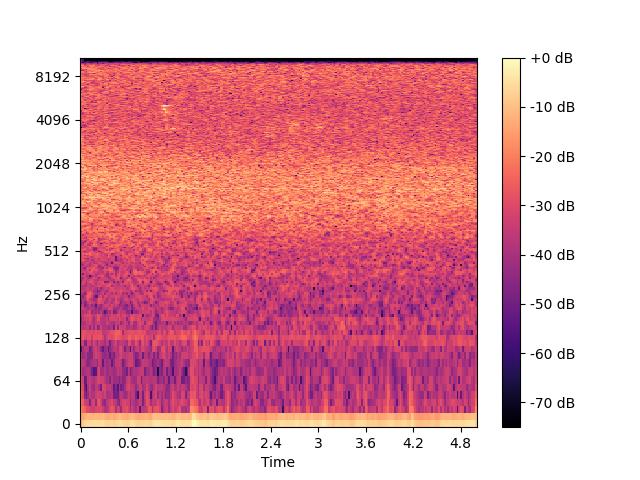 8192
4096
2048
1024
512
256
128
64
0
Hz
0 0.6 1.2 1.8 2.4 3 3.6 4.2 4.8
Time
+0 dB
-10 dB
-20 dB
-30 dB
-40 dB
-50 dB
-60 dB
-70 dB